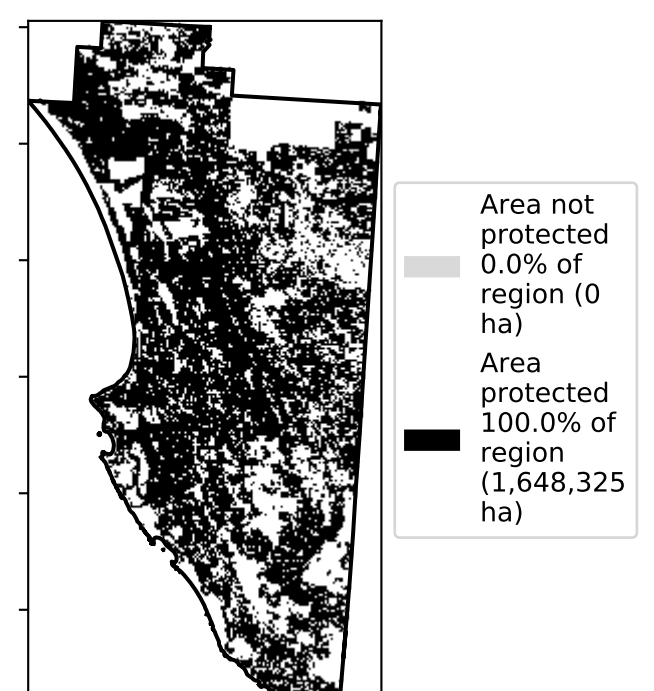 Area not
protected
0.0% of
region (0
ha)
Area
protected
100.0% of
region
(1,648,325
ha)